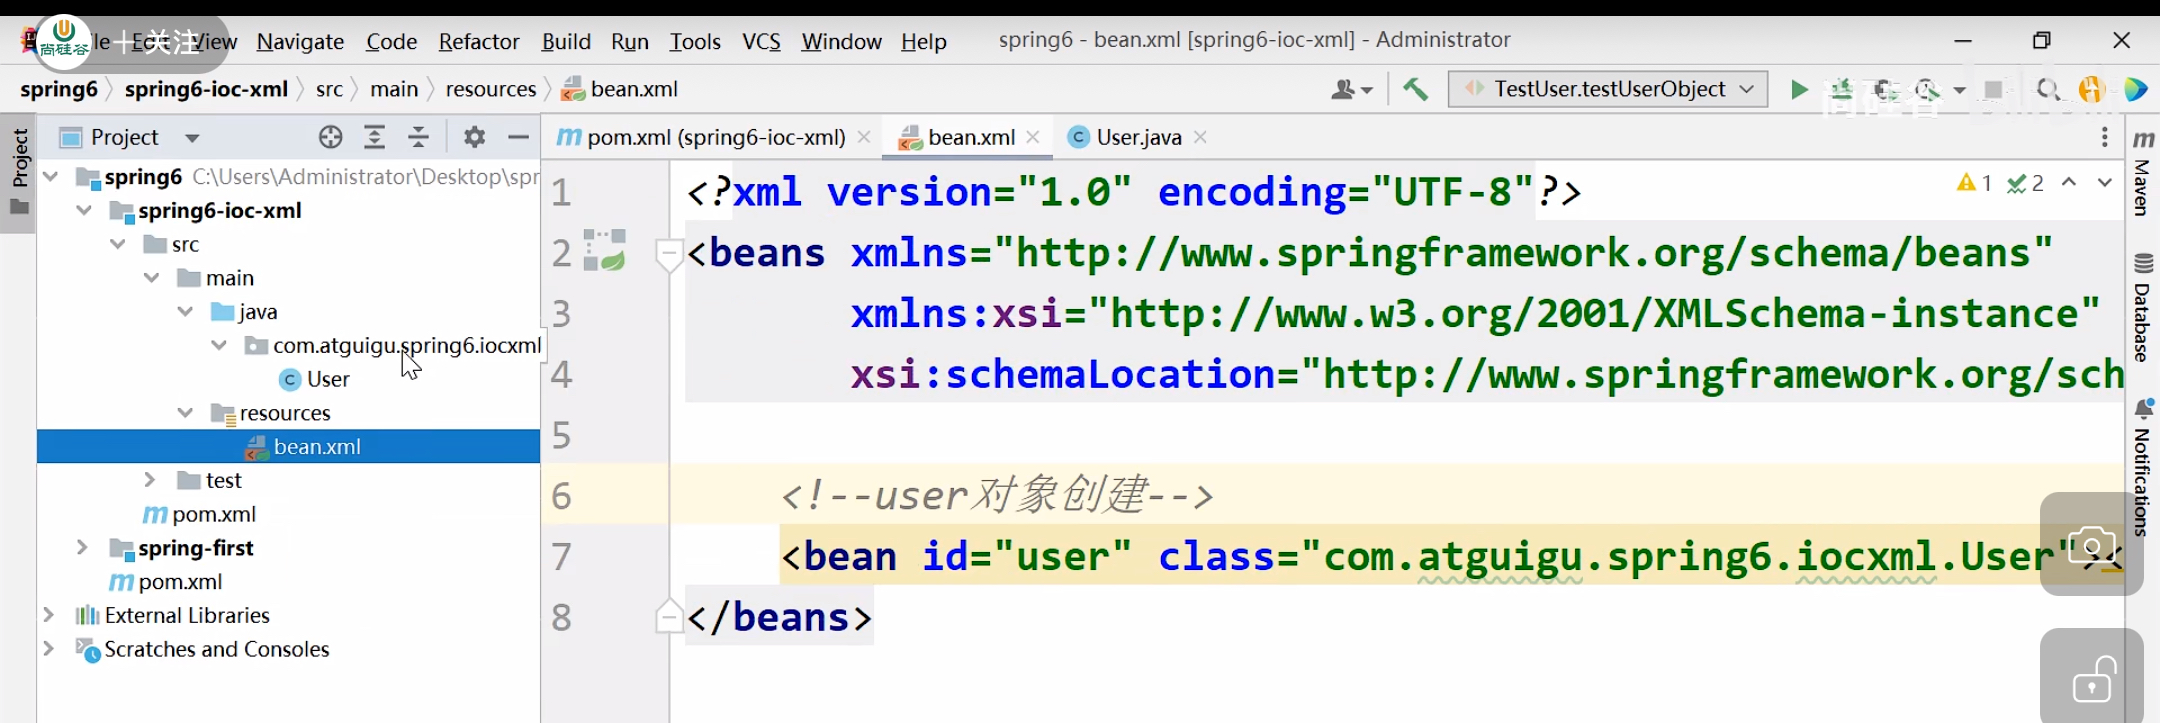 尚硅谷
+关注
File Edit View Navigate Code Refactor Build Run Tools VCS Window Help spring6 - bean.xml [spring6-ioc-xml] - Administrator
spring6 spring6-ioc-xml src main resources bean.xml TestUser.testUserObject
尚硅谷
Project
Project
pom.xml (spring6-ioc-xml) bean.xml User.java
spring6 C:\Users\Administrator\Desktop\spr
spring6-ioc-xml
src
main
java
com.atguigu.spring6.iocxml
User
resources
bean.xml
test
pom.xml
spring-first
pom.xml
External Libraries
Scratches and Consoles
1 <?xml version="1.0" encoding="UTF-8"?>
2 <beans xmlns="http://www.springframework.org/schema/beans"
3 xmlns:xsi="http://www.w3.org/2001/XMLSchema-instance"
4 xsi:schemaLocation="http://www.springframework.org/sch
5
6 <!--user对象创建-->
7 <bean id="user" class="com.atguigu.spring6.iocxml.User"><
8 </beans>
1 2
Maven
Database
Notifications